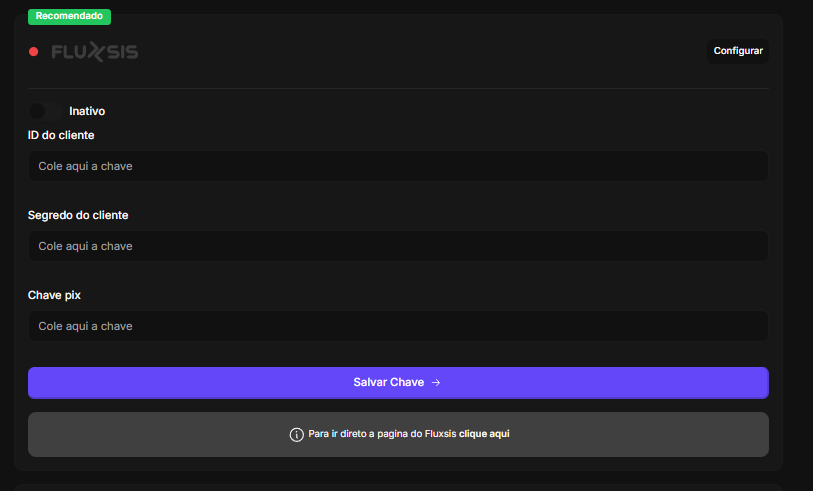 Recomendado
FLUXSIS
Configurar
Inativo
ID do cliente
Cole aqui a chave
Segredo do cliente
Cole aqui a chave
Chave pix
Cole aqui a chave
Salvar Chave →
Para ir direto a pagina do Fluxsis clique aqui